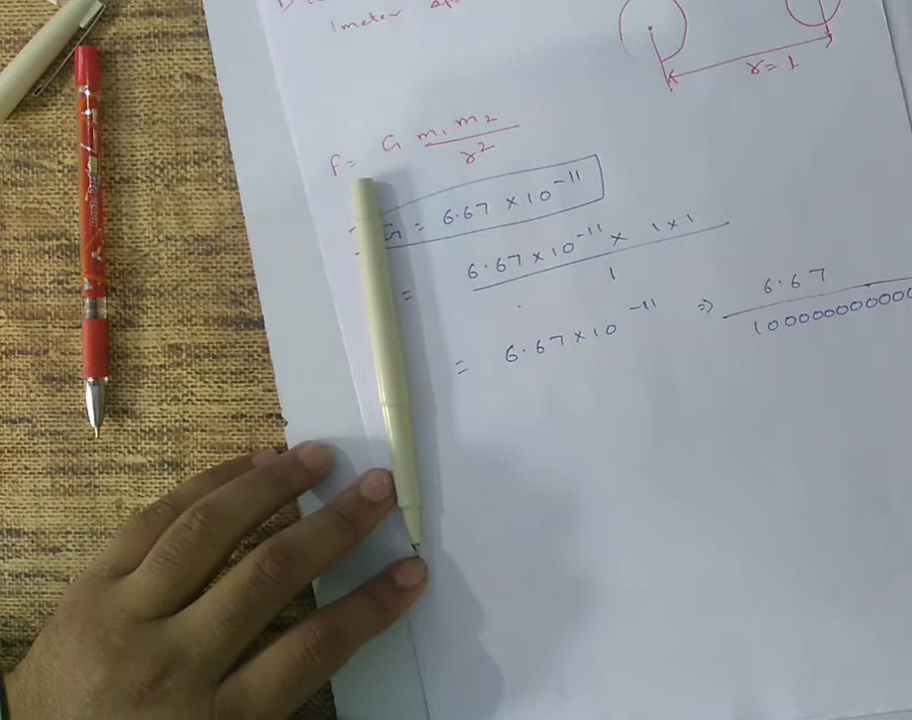 1meter
r = 1
F = G m1 m2 / r²
G = 6.67 × 10⁻¹¹
= 6.67 × 10⁻¹¹ × 1×1 / 1
= 6.67 × 10⁻¹¹ ⇒ 6.67 / 100000000000